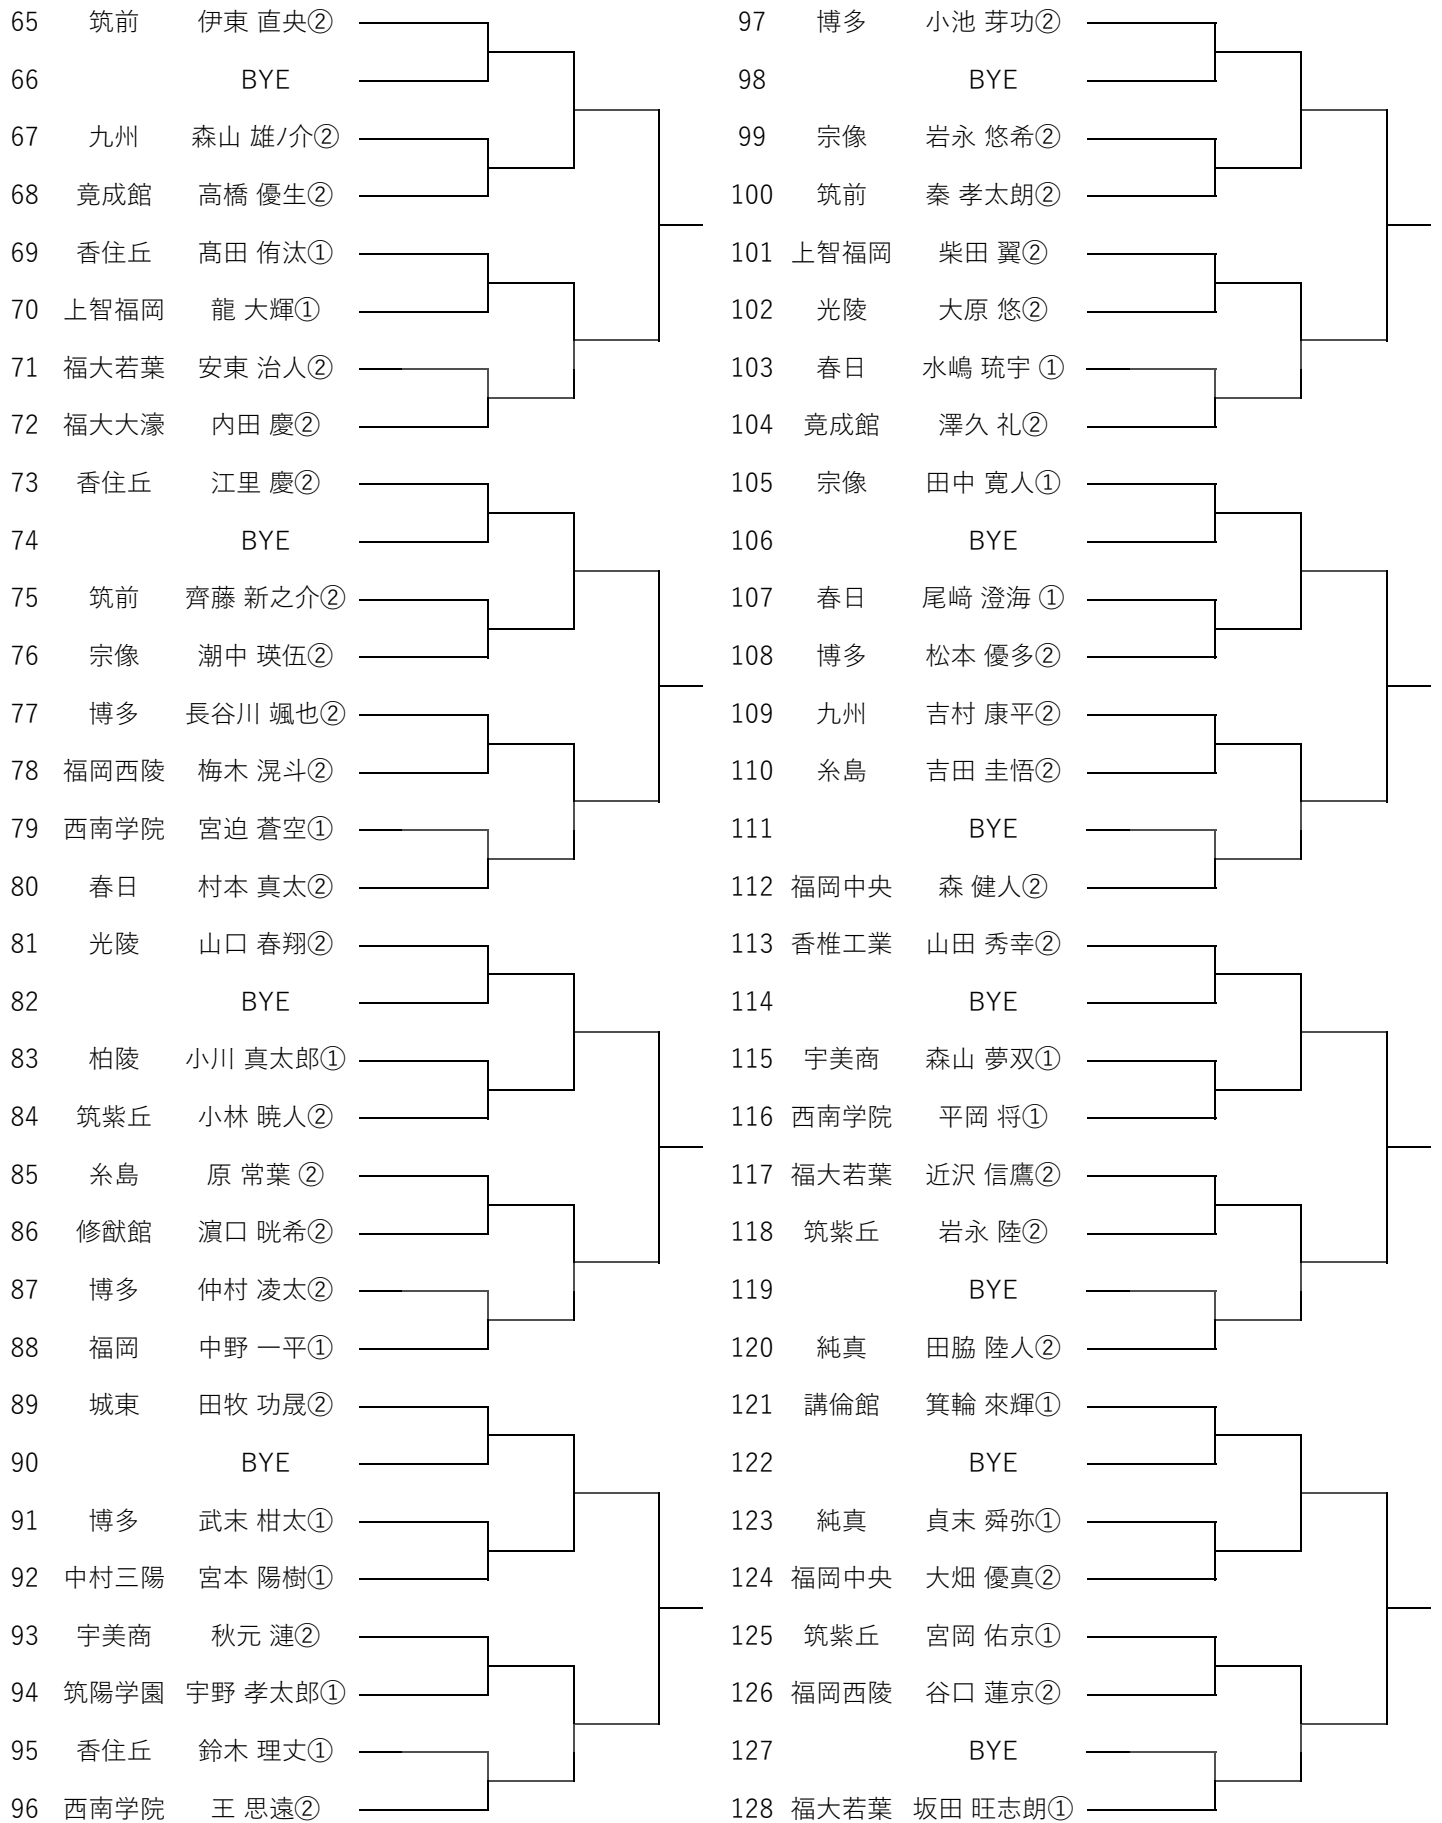 65 筑前 伊東 直央②
66 BYE
67 九州 森山 雄ノ介②
68 竟成館 高橋 優生②
69 香住丘 髙田 侑汰①
70 上智福岡 龍 大輝①
71 福大若葉 安東 治人②
72 福大大濠 内田 慶②
73 香住丘 江里 慶②
74 BYE
75 筑前 齊藤 新之介②
76 宗像 潮中 瑛伍②
77 博多 長谷川 颯也②
78 福岡西陵 梅木 滉斗②
79 西南学院 宮迫 蒼空①
80 春日 村本 真太②
81 光陵 山口 春翔②
82 BYE
83 柏陵 小川 真太郎①
84 筑紫丘 小林 暁人②
85 糸島 原 常葉 ②
86 修猷館 濵口 晄希②
87 博多 仲村 凌太②
88 福岡 中野 一平①
89 城東 田牧 功晟②
90 BYE
91 博多 武末 柑太①
92 中村三陽 宮本 陽樹①
93 宇美商 秋元 漣②
94 筑陽学園 宇野 孝太郎①
95 香住丘 鈴木 理丈①
96 西南学院 王 思遠②
97 博多 小池 芽功②
98 BYE
99 宗像 岩永 悠希②
100 筑前 秦 孝太朗②
101 上智福岡 柴田 翼②
102 光陵 大原 悠②
103 春日 水嶋 琉宇 ①
104 竟成館 澤久 礼②
105 宗像 田中 寛人①
106 BYE
107 春日 尾﨑 澄海 ①
108 博多 松本 優多②
109 九州 吉村 康平②
110 糸島 吉田 圭悟②
111 BYE
112 福岡中央 森 健人②
113 香椎工業 山田 秀幸②
114 BYE
115 宇美商 森山 夢双①
116 西南学院 平岡 将①
117 福大若葉 近沢 信鷹②
118 筑紫丘 岩永 陸②
119 BYE
120 純真 田脇 陸人②
121 講倫館 箕輪 來輝①
122 BYE
123 純真 貞末 舜弥①
124 福岡中央 大畑 優真②
125 筑紫丘 宮岡 佑京①
126 福岡西陵 谷口 蓮京②
127 BYE
128 福大若葉 坂田 旺志朗①